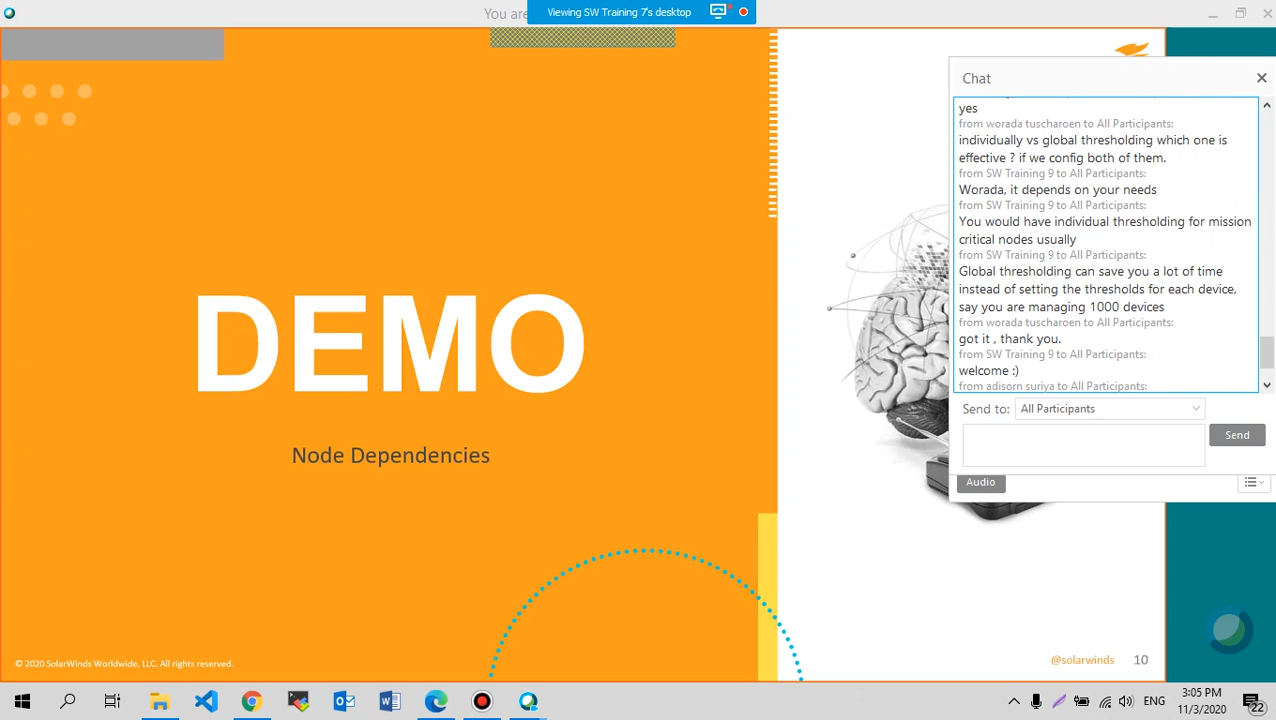 You are
Viewing SW Training 7's desktop
Chat
yes
from worada tuscharoen to All Participants:
individually vs global thresholding which one is
effective ? if we config both of them.
from SW Training 9 to All Participants:
Worada, it depends on your needs
from SW Training 9 to All Participants:
You would have individual thresholding for mission
critical nodes usually
from SW Training 9 to All Participants:
Global thresholding can save you a lot of time
instead of setting the thresholds for each device,
say you are managing 1000 devices
from worada tuscharoen to All Participants:
got it , thank you.
from SW Training 9 to All Participants:
welcome :)
from adisorn suriya to All Participants:
Send to: All Participants
Send
Audio
DEMO
Node Dependencies
© 2020 SolarWinds Worldwide, LLC. All rights reserved.
@solarwinds 10
ENG
3:05 PM
11/3/2020
22